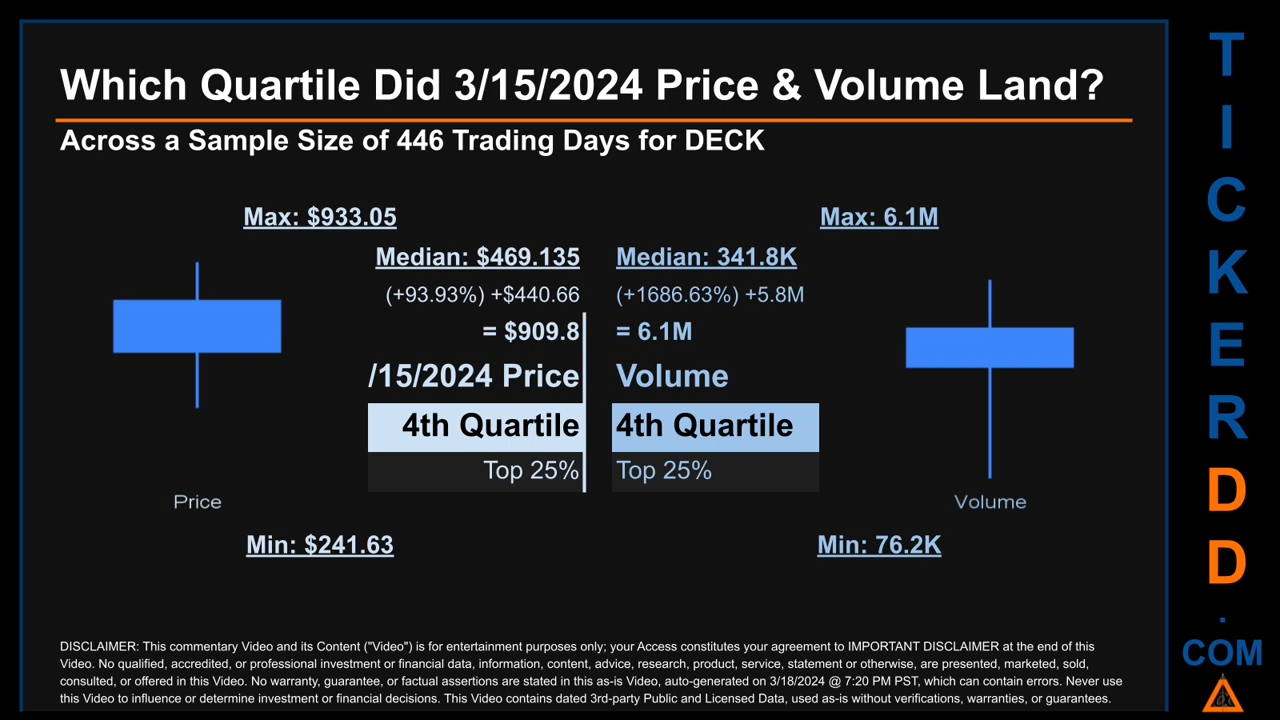 Which Quartile Did 3/15/2024 Price & Volume Land?
Across a Sample Size of 446 Trading Days for DECK
Max: $933.05
Median: $469.135
(+93.93%) +$440.66
= $909.8
/15/2024 Price
4th Quartile
Top 25%
Price
Min: $241.63
Max: 6.1M
Median: 341.8K
(+1686.63%) +5.8M
= 6.1M
Volume
4th Quartile
Top 25%
Volume
Min: 76.2K
DISCLAIMER: This commentary Video and its Content ("Video") is for entertainment purposes only; your Access constitutes your agreement to IMPORTANT DISCLAIMER at the end of this
Video. No qualified, accredited, or professional investment or financial data, information, content, advice, research, product, service, statement or otherwise, are presented, marketed, sold,
consulted, or offered in this Video. No warranty, guarantee, or factual assertions are stated in this as-is Video, auto-generated on 3/18/2024 @ 7:20 PM PST, which can contain errors. Never use
this Video to influence or determine investment or financial decisions. This Video contains dated 3rd-party Public and Licensed Data, used as-is without verifications, warranties, or guarantees.
T
I
C
K
E
R
D
D
.
COM